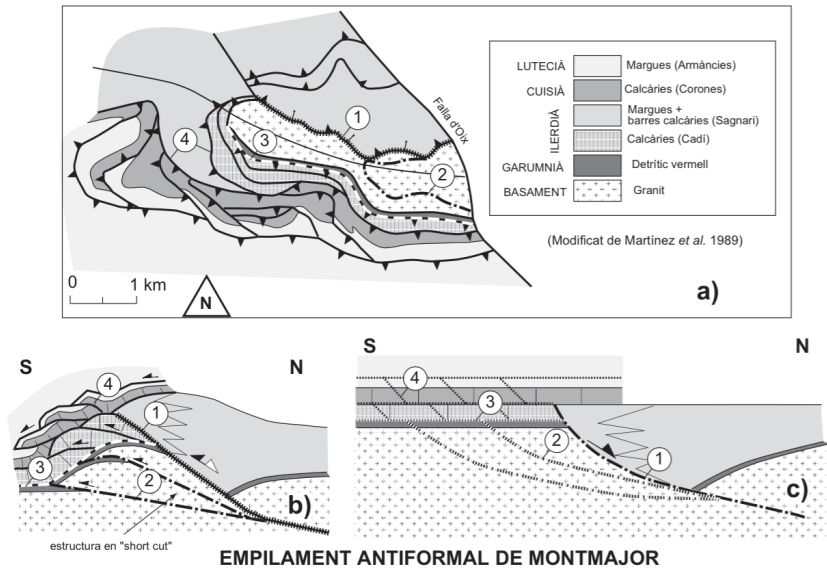 a)
Falla d'Oix
1
2
3
4
0 1 km
N
LUTECIÀ Margues (Armàncies)
CUISIÀ Calcàries (Corones)
ILERDIÀ
Margues +
barres calcàries (Sagnari)
Calcàries (Cadí)
GARUMNIÀ Detrític vermell
BASAMENT Granit
(Modificat de Martínez et al. 1989)
S N
4
1
3
2
b)
estructura en "short cut"
S N
4
3
2
1
c)
EMPILAMENT ANTIFORMAL DE MONTMAJOR